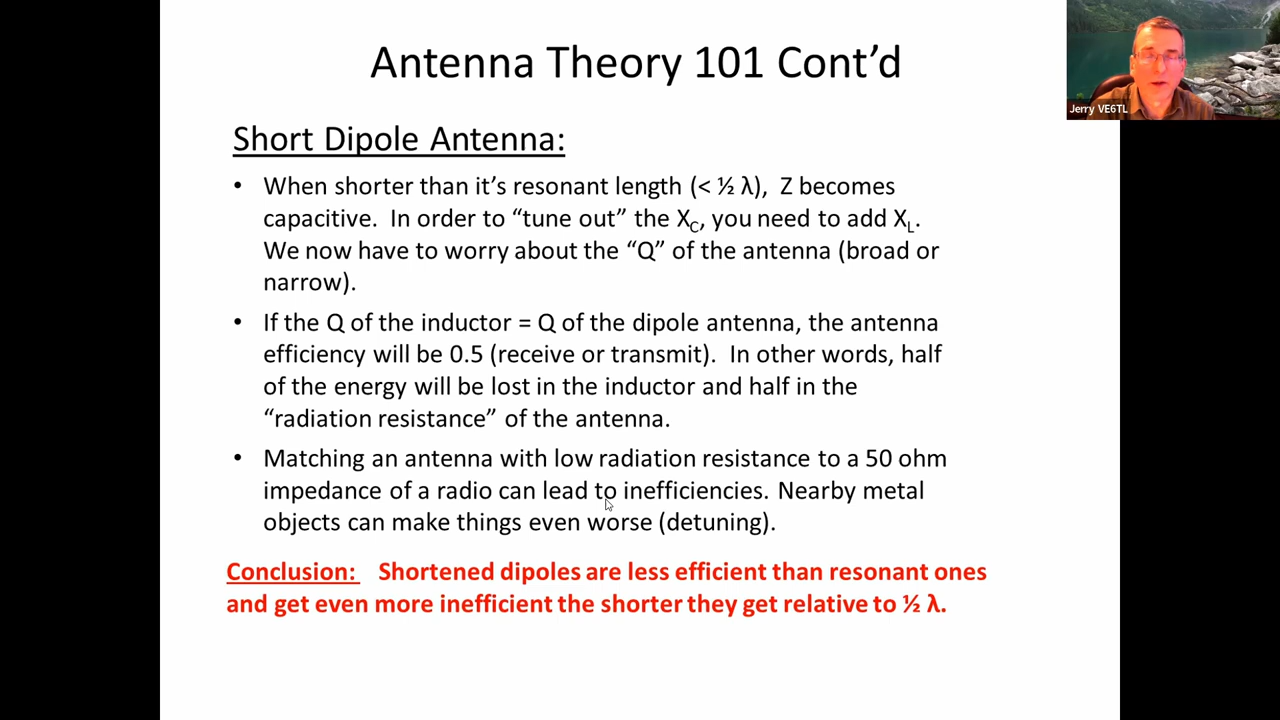 Antenna Theory 101 Cont’d
Jerry VE6TL
Short Dipole Antenna:
• When shorter than it’s resonant length (< ½ λ), Z becomes
capacitive. In order to “tune out” the XC, you need to add XL.
We now have to worry about the “Q” of the antenna (broad or
narrow).
• If the Q of the inductor = Q of the dipole antenna, the antenna
efficiency will be 0.5 (receive or transmit). In other words, half
of the energy will be lost in the inductor and half in the
“radiation resistance” of the antenna.
• Matching an antenna with low radiation resistance to a 50 ohm
impedance of a radio can lead to inefficiencies. Nearby metal
objects can make things even worse (detuning).
Conclusion: Shortened dipoles are less efficient than resonant ones
and get even more inefficient the shorter they get relative to ½ λ.